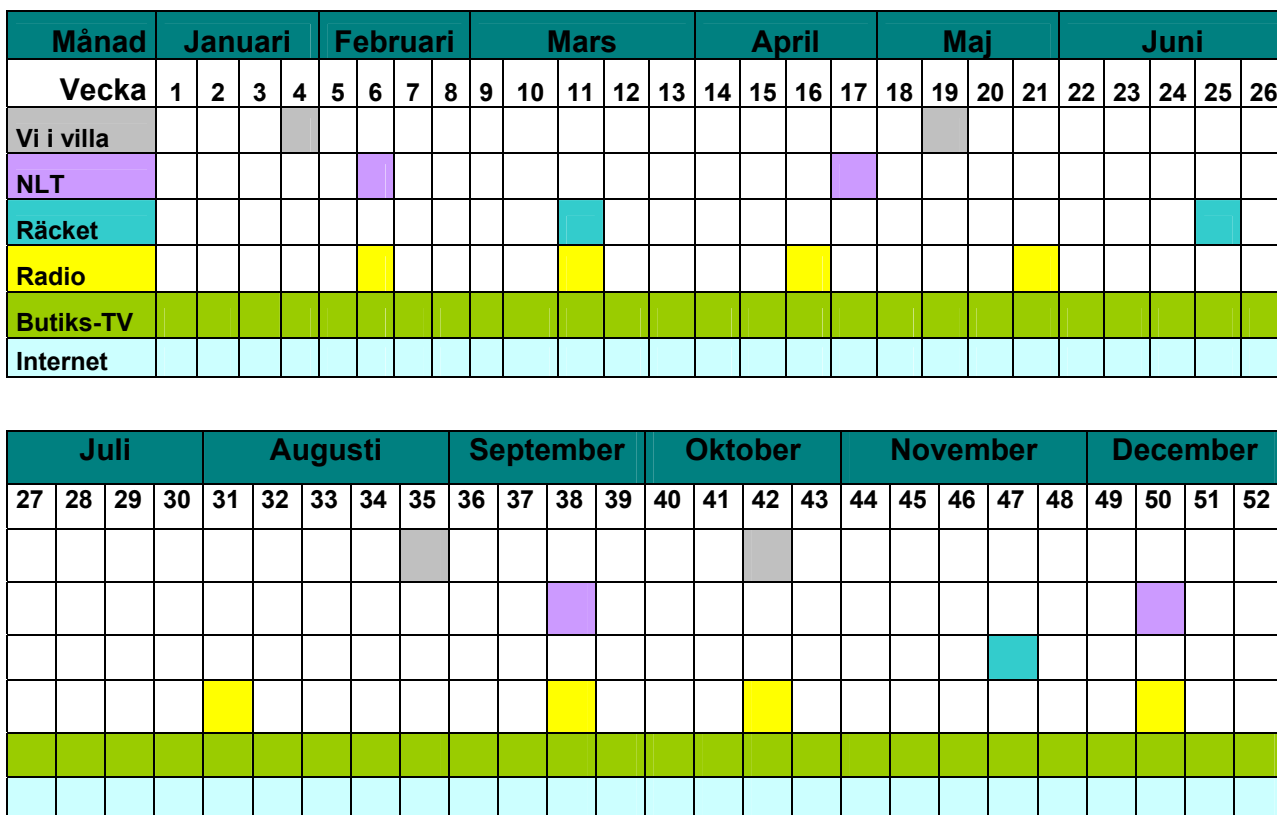 Månad Januari Februari Mars April Maj Juni
Vecka 1 2 3 4 5 6 7 8 9 10 11 12 13 14 15 16 17 18 19 20 21 22 23 24 25 26
Vi i villa
NLT
Räcket
Radio
Butiks-TV
Internet
Juli Augusti September Oktober November December
27 28 29 30 31 32 33 34 35 36 37 38 39 40 41 42 43 44 45 46 47 48 49 50 51 52